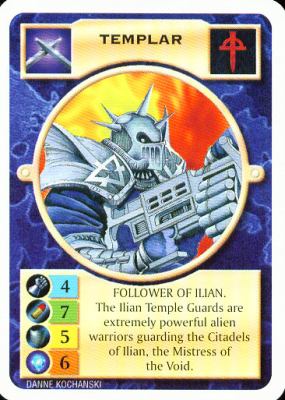 TEMPLAR
4
7
5
6
FOLLOWER OF ILIAN.
The Ilian Temple Guards are
extremely powerful alien
warriors guarding the Citadels
of Ilian, the Mistress of
the Void.
DANNE KOCHANSKI